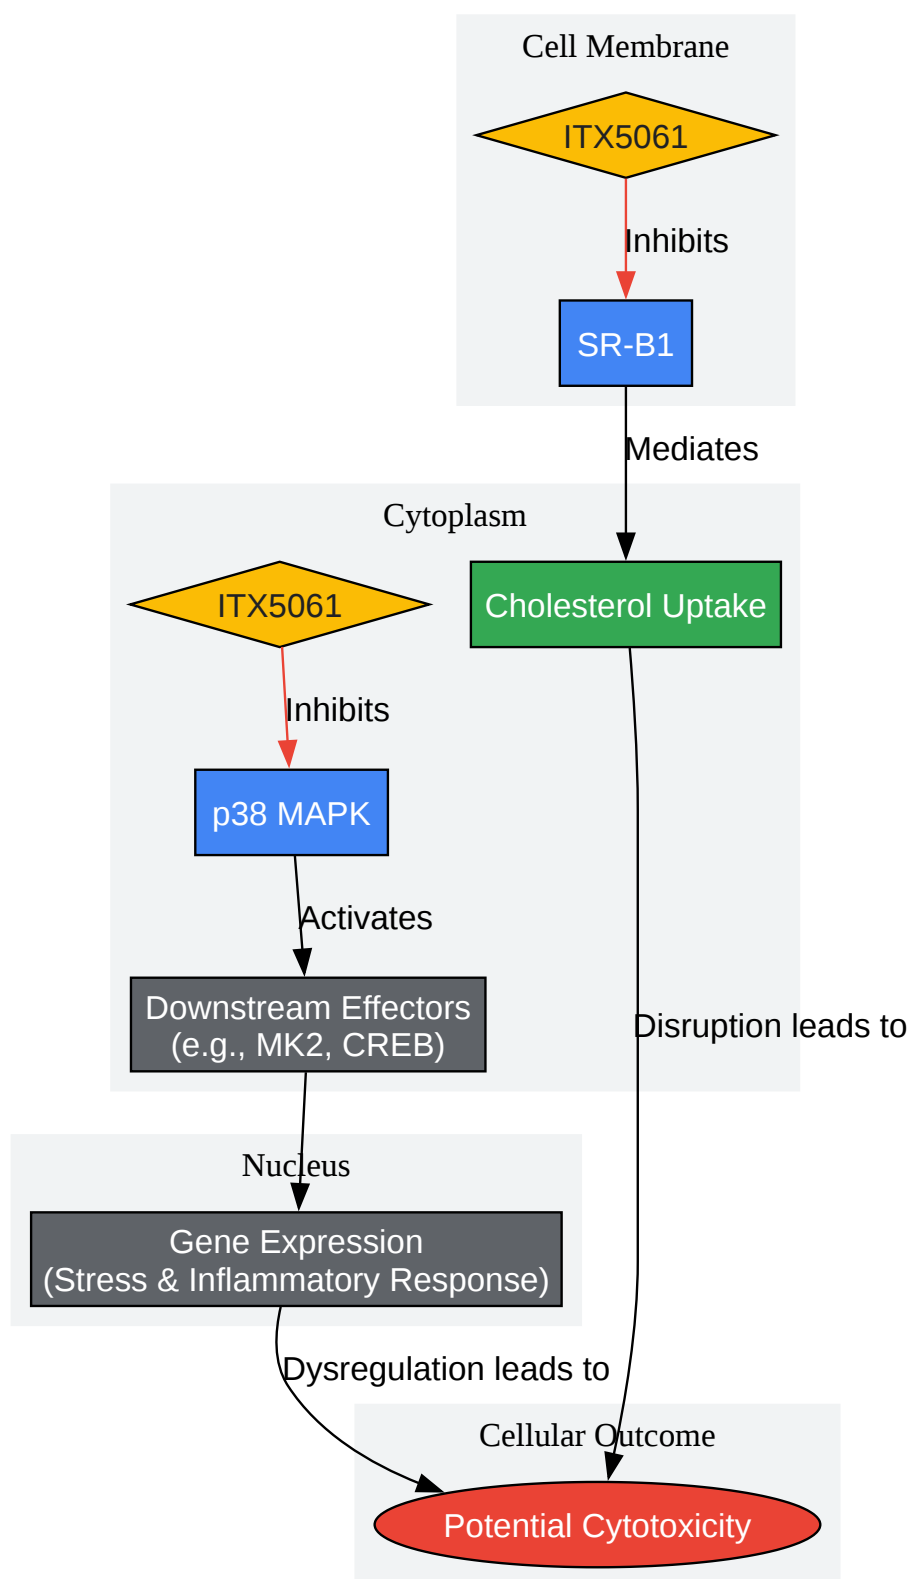 Cell Membrane
ITX5061
Inhibits
SR-B1
Mediates
Cytoplasm
ITX5061
Cholesterol Uptake
Inhibits
p38 MAPK
Activates
Downstream Effectors
(e.g., MK2, CREB)
Disruption leads to
Nucleus
Gene Expression
(Stress & Inflammatory Response)
Dysregulation leads to
Cellular Outcome
Potential Cytotoxicity